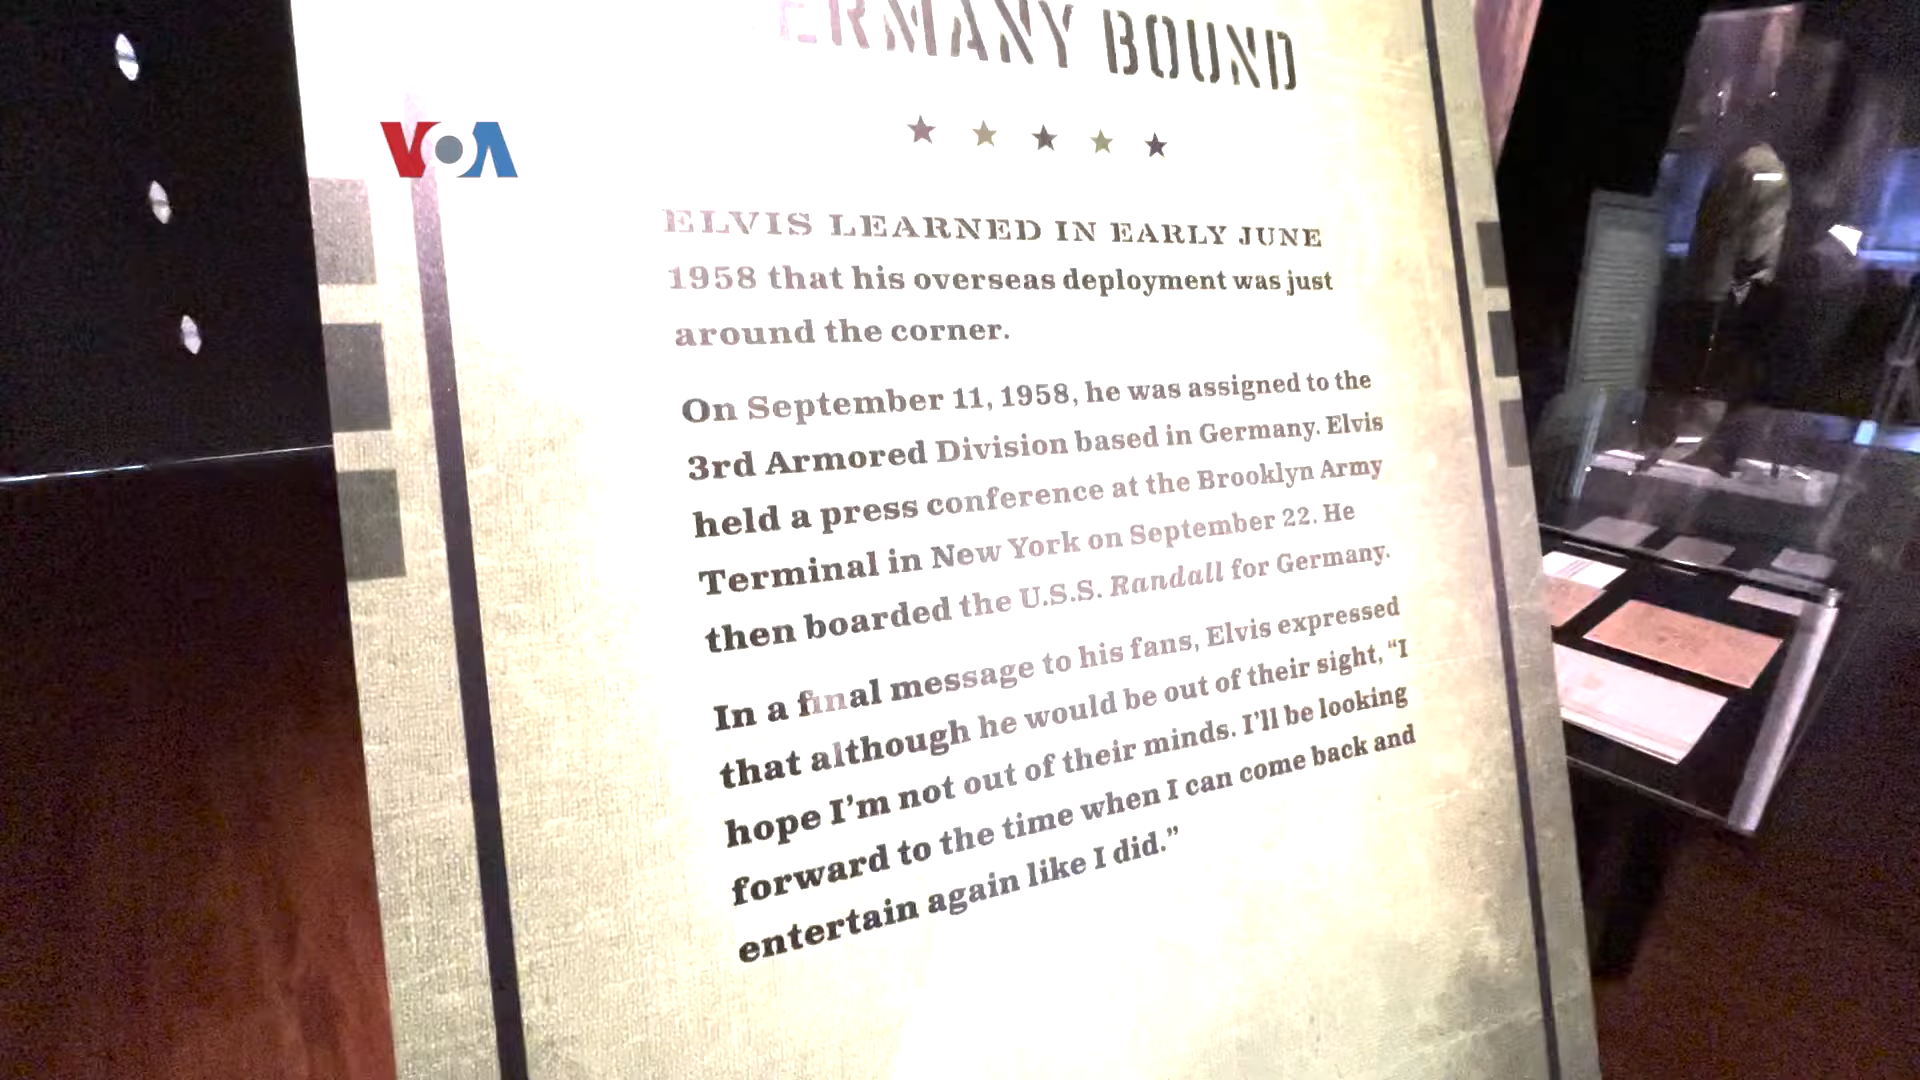 ERMANY BOUND
VOA
ELVIS LEARNED IN EARLY JUNE
1958 that his overseas deployment was just
around the corner.
On September 11, 1958, he was assigned to the
3rd Armored Division based in Germany. Elvis
held a press conference at the Brooklyn Army
Terminal in New York on September 22. He
then boarded the U.S.S. Randall for Germany.
In a final message to his fans, Elvis expressed
that although he would be out of their sight, “I
hope I’m not out of their minds. I’ll be looking
forward to the time when I can come back and
entertain again like I did.”